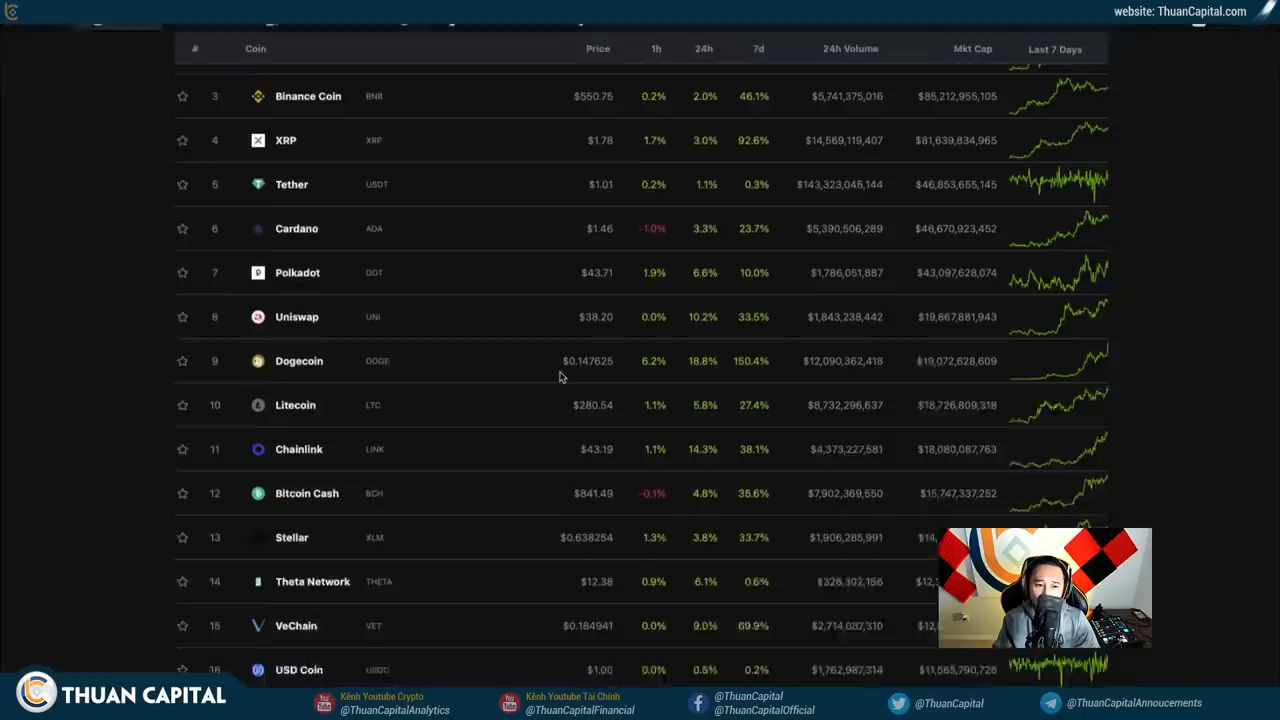 website: ThuanCapital.com
# Coin Price 1h 24h 7d 24h Volume Mkt Cap Last 7 Days
3 Binance Coin BNB $550.75 0.2% 2.0% 46.1% $5,741,375,016 $85,212,955,105
4 XRP XRP $1.78 1.7% 3.0% 92.6% $14,569,119,407 $81,639,834,965
5 Tether USDT $1.01 0.2% 1.1% 0.3% $143,323,045,144 $46,853,655,145
6 Cardano ADA $1.46 -1.0% 3.3% 23.7% $5,390,506,289 $46,670,923,452
7 Polkadot DOT $43.71 1.9% 6.6% 10.0% $1,786,051,887 $43,097,628,074
8 Uniswap UNI $38.20 0.0% 10.2% 33.5% $1,843,238,442 $19,867,881,943
9 Dogecoin DOGE $0.147625 6.2% 18.8% 150.4% $12,090,362,418 $19,072,628,609
10 Litecoin LTC $280.54 1.1% 5.8% 27.4% $8,732,296,637 $18,726,809,318
11 Chainlink LINK $43.19 1.1% 14.3% 38.1% $4,373,227,581 $18,080,087,763
12 Bitcoin Cash BCH $841.49 -0.1% 4.8% 35.6% $7,902,369,550 $15,747,337,252
13 Stellar XLM $0.638254 1.3% 3.8% 33.7% $1,906,285,991
14 Theta Network THETA $12.38 0.9% 6.1% 0.6% $326,302,156
15 VeChain VET $0.184941 0.0% 9.0% 69.9% $2,714,087,310
16 USD Coin USDC $1.00 0.0% 0.5% 0.2% $1,762,987,314 $11,565,790,726
THUAN CAPITAL
Kênh Youtube Crypto
@ThuanCapitalAnalytics
Kênh Youtube Tài Chính
@ThuanCapitalFinancial
@ThuanCapital
@ThuanCapitalOfficial
@ThuanCapital
@ThuanCapitalAnnoucements